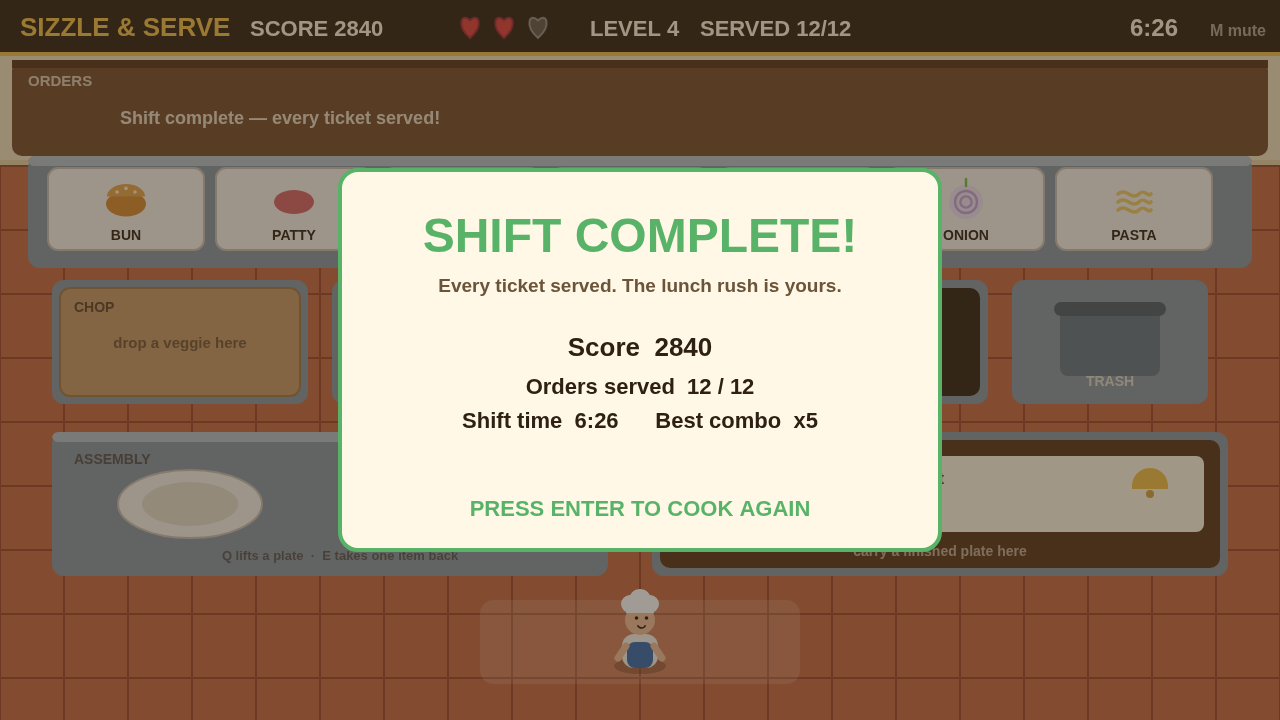 SIZZLE & SERVE SCORE 2840 LEVEL 4 SERVED 12/12 6:26 M mute
ORDERS
Shift complete — every ticket served!
BUN PATTY ONION PASTA
SHIFT COMPLETE!
Every ticket served. The lunch rush is yours.
Score 2840
Orders served 12 / 12
Shift time 6:26 Best combo x5
PRESS ENTER TO COOK AGAIN
CHOP
drop a veggie here
TRASH
ASSEMBLY
Q lifts a plate · E takes one item back
carry a finished plate here